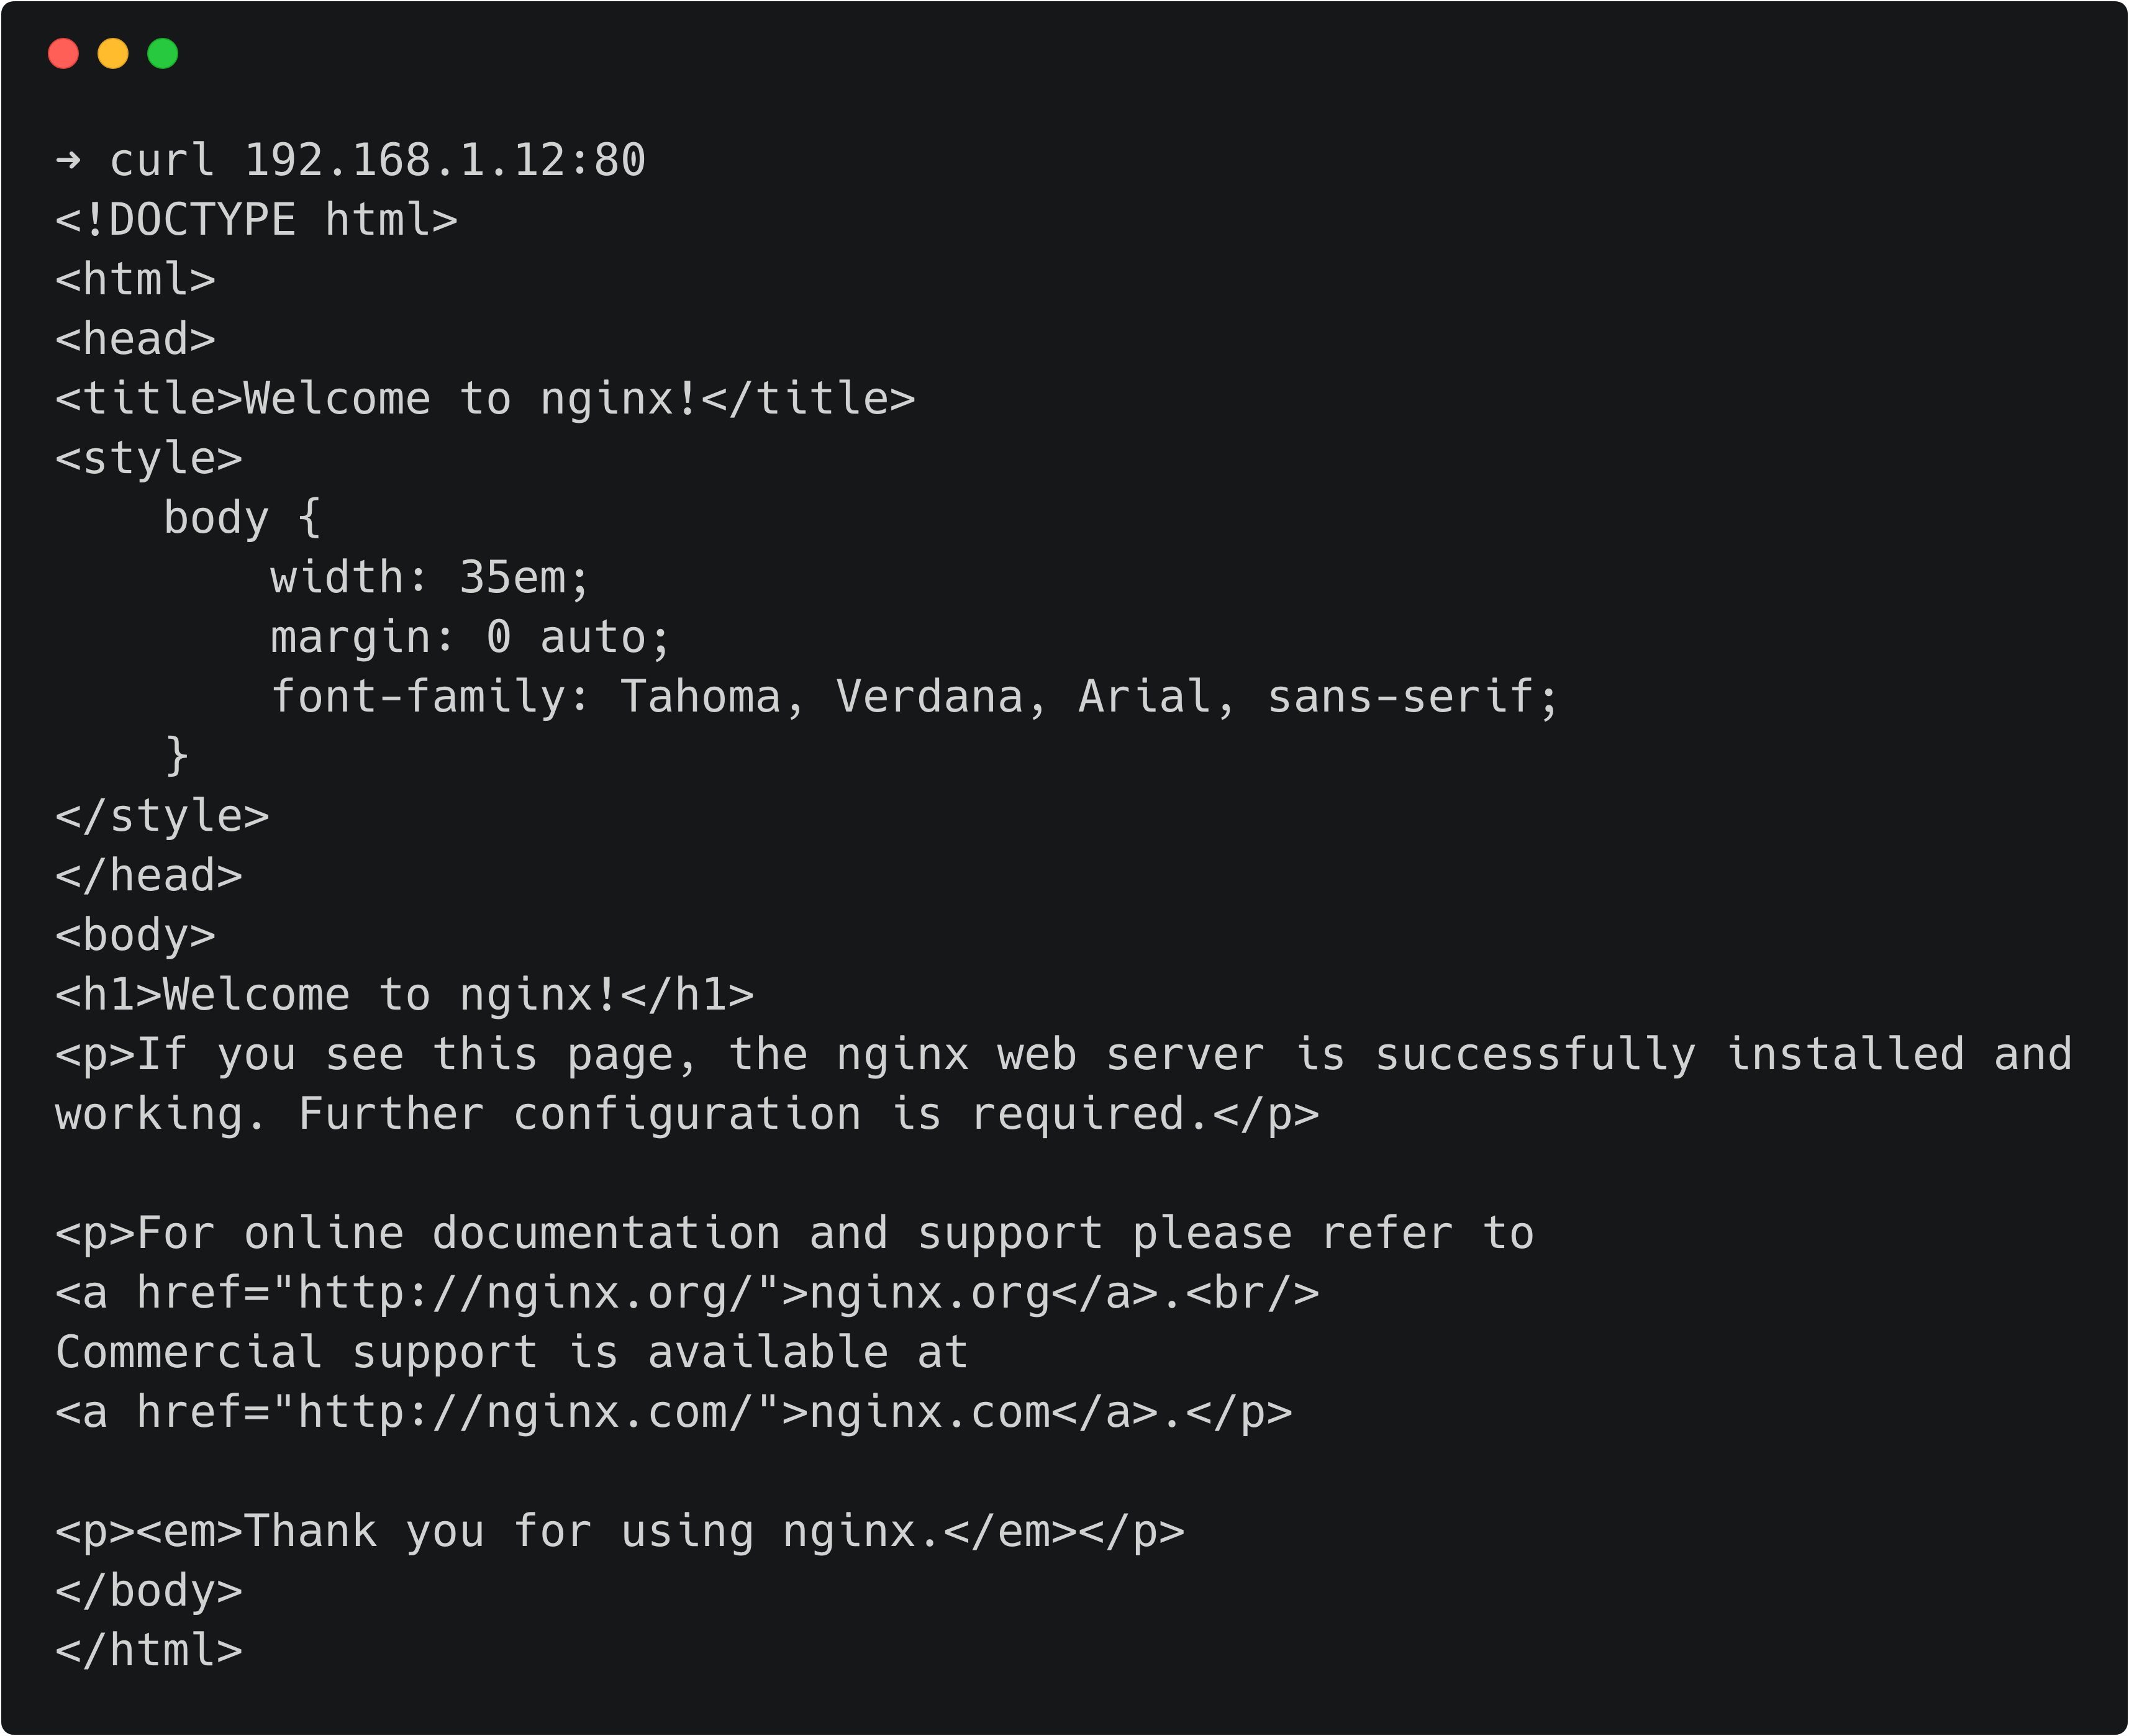 ➜ curl 192.168.1.12:80
<!DOCTYPE html>
<html>
<head>
<title>Welcome to nginx!</title>
<style>
    body {
        width: 35em;
        margin: 0 auto;
        font-family: Tahoma, Verdana, Arial, sans-serif;
    }
</style>
</head>
<body>
<h1>Welcome to nginx!</h1>
<p>If you see this page, the nginx web server is successfully installed and
working. Further configuration is required.</p>

<p>For online documentation and support please refer to
<a href="http://nginx.org/">nginx.org</a>.<br/>
Commercial support is available at
<a href="http://nginx.com/">nginx.com</a>.</p>

<p><em>Thank you for using nginx.</em></p>
</body>
</html>